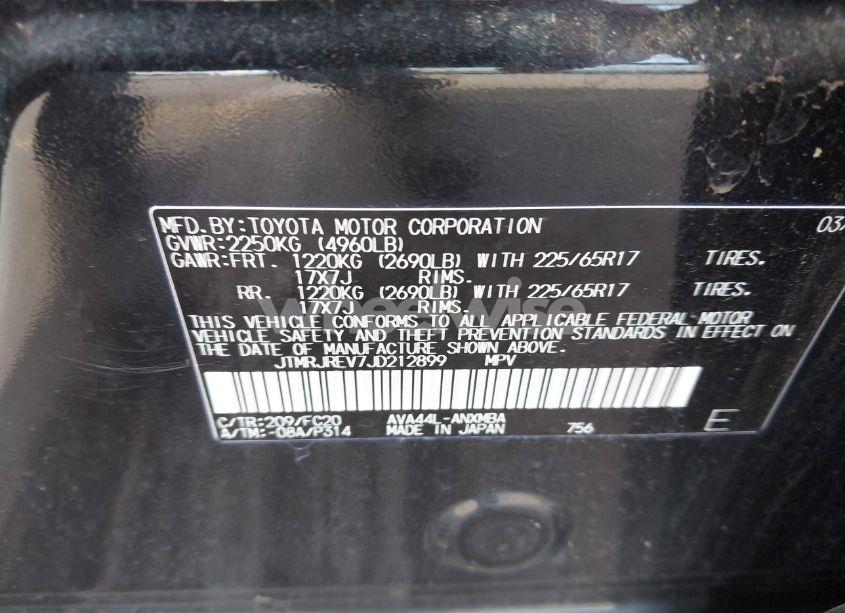 MFD. BY: TOYOTA MOTOR CORPORATION 03/
GVWR: 2250KG (4960LB)
GAWR: FRT. 1220KG (2690LB) WITH 225/65R17 TIRES.
17X7J RIMS.
RR. 1220KG (2690LB) WITH 225/65R17 TIRES.
17X7J RIMS.
THIS VEHICLE CONFORMS TO ALL APPLICABLE FEDERAL MOTOR
VEHICLE SAFETY AND THEFT PREVENTION STANDARDS IN EFFECT ON
THE DATE OF MANUFACTURE SHOWN ABOVE.
JTMRJREV7JD212899 MPV
C/TR: 209/FC20 AVA44L-ANXMBA
A/TM: -08A/P314 MADE IN JAPAN 756 E